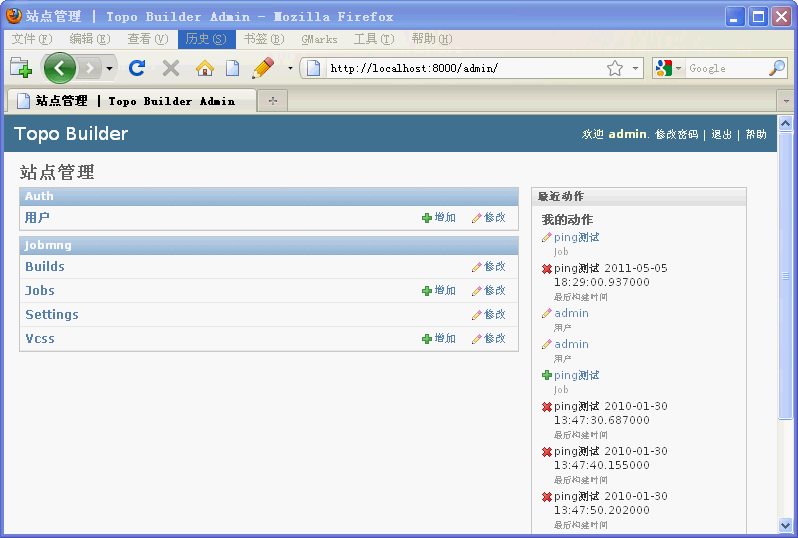 站点管理 | Topo Builder Admin - Mozilla Firefox
文件(F) 编辑(E) 查看(V) 历史(S) 书签(B) GMarks 工具(T) 帮助(H)
http://localhost:8000/admin/ Google
站点管理 | Topo Builder Admin
Topo Builder
欢迎 admin. 修改密码 | 退出 | 帮助
站点管理
Auth
用户 增加 修改
Jobmng
Builds 修改
Jobs 增加 修改
Settings 修改
Vcss 增加 修改
最近动作
我的动作
ping测试
Job
ping测试 2011-05-05
18:29:00.937000
最后构建时间
admin
用户
admin
用户
ping测试
Job
ping测试 2010-01-30
13:47:30.687000
最后构建时间
ping测试 2010-01-30
13:47:40.155000
最后构建时间
ping测试 2010-01-30
13:47:50.202000
最后构建时间